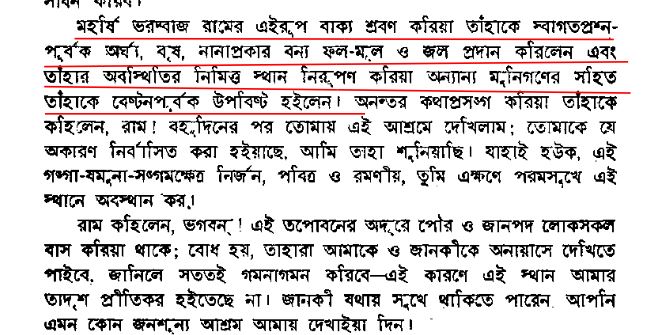 মহর্ষি ভরদ্বাজ রামের এইরূপ বাক্য শ্রবণ করিয়া তাঁহাকে স্বাগতপ্রশ্ন-
পূর্বক অর্ঘ্য, বৃষ, নানাপ্রকার বন্য ফল-মূল ও জল প্রদান করিলেন এবং
তাঁহার অবস্থিতির নিমিত্ত স্থান নিরূপণ করিয়া অন্যান্য মুনিগণের সহিত
তাঁহাকে বেষ্টনপূর্বক উপবিষ্ট হইলেন। অনন্তর কথাপ্রসংগ করিয়া তাঁহাকে
কহিলেন, রাম! বহুদিনের পর তোমায় এই আশ্রমে দেখিলাম; তোমাকে যে
অকারণ নির্বাসিত করা হইয়াছে, আমি তাহা শুনিয়াছি। যাহাই হউক, এই
গঙ্গা-যমুনা-সঙ্গমক্ষেত্র নির্জন, পবিত্র ও রমণীয়, তুমি এক্ষণে পরমসুখে এই
স্থানে অবস্থান কর।
রাম কহিলেন, ভগবন্! এই তপোবনের অদূরে পৌর ও জানপদ লোকসকল
বাস করিয়া থাকে; বোধ হয়, তাহারা আমাকে ও জানকীকে অনায়াসে দেখিতে
পাইবে, জানিলে সততই গমনাগমন করিবে—এই কারণে এই স্থান আমার
তাদৃশ প্রীতিকর হইতেছে না। জানকী যথায় সুখে থাকিতে পারেন, আপনি
এমন কোন জনশূন্য আশ্রম আমায় দেখাইয়া দিন।